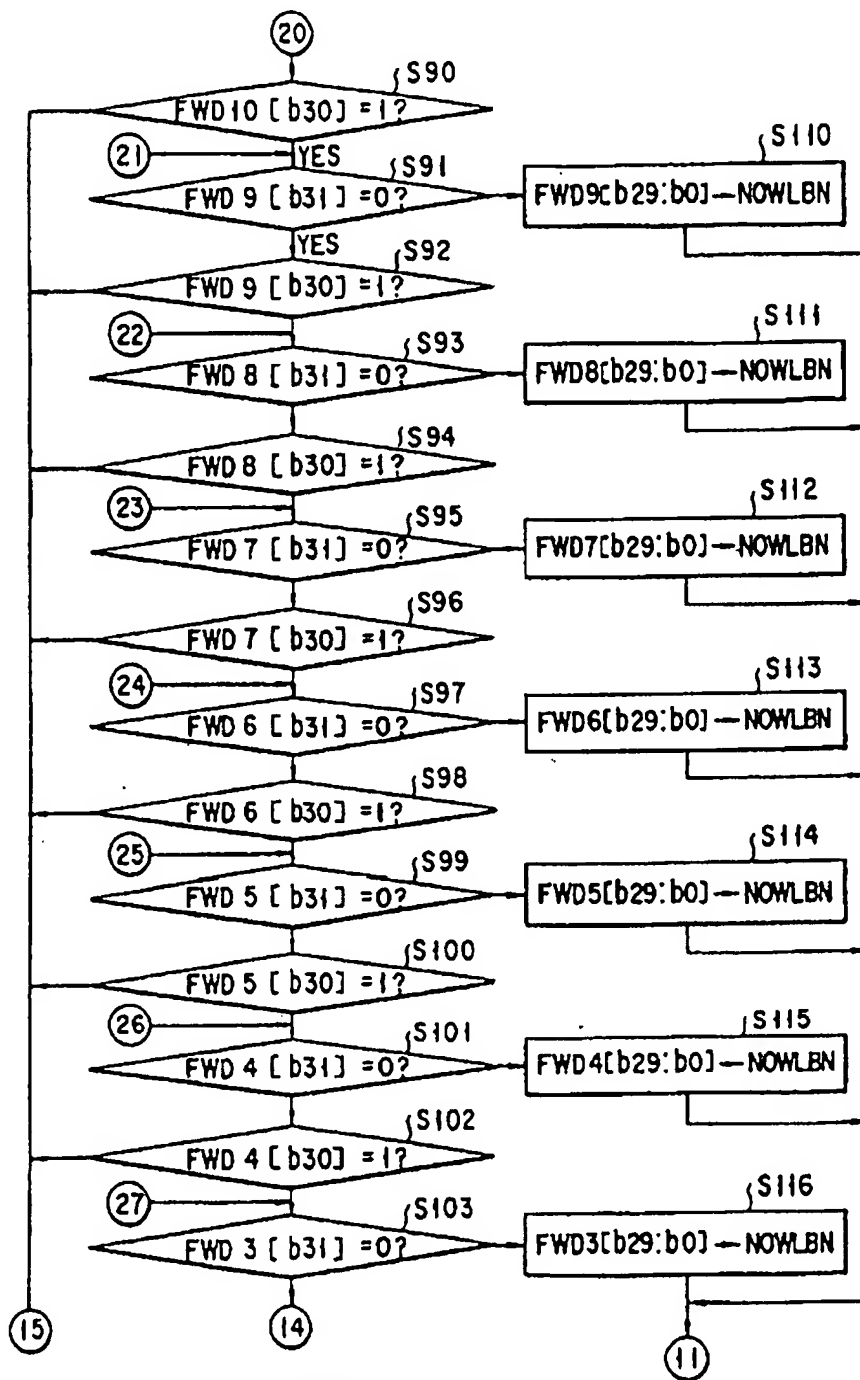 20
S90
FWD10 [b30] =1?
21
YES
S91
S110
FWD 9 [b31] =0?
FWD9[b29:b0]←NOWLBN
YES
S92
FWD 9 [b30] =1?
22
S93
S111
FWD 8 [b31] =0?
FWD8[b29:b0]←NOWLBN
S94
FWD 8 [b30] =1?
23
S95
S112
FWD 7 [b31] =0?
FWD7[b29:b0]←NOWLBN
S96
FWD 7 [b30] =1?
24
S97
S113
FWD 6 [b31] =0?
FWD6[b29:b0]←NOWLBN
S98
FWD 6 [b30] =1?
25
S99
S114
FWD 5 [b31] =0?
FWD5[b29:b0]←NOWLBN
S100
FWD 5 [b30] =1?
26
S101
S115
FWD 4 [b31] =0?
FWD4[b29:b0]←NOWLBN
S102
FWD 4 [b30] =1?
27
S103
S116
FWD 3 [b31] =0?
FWD3[b29:b0]←NOWLBN
15
14
11